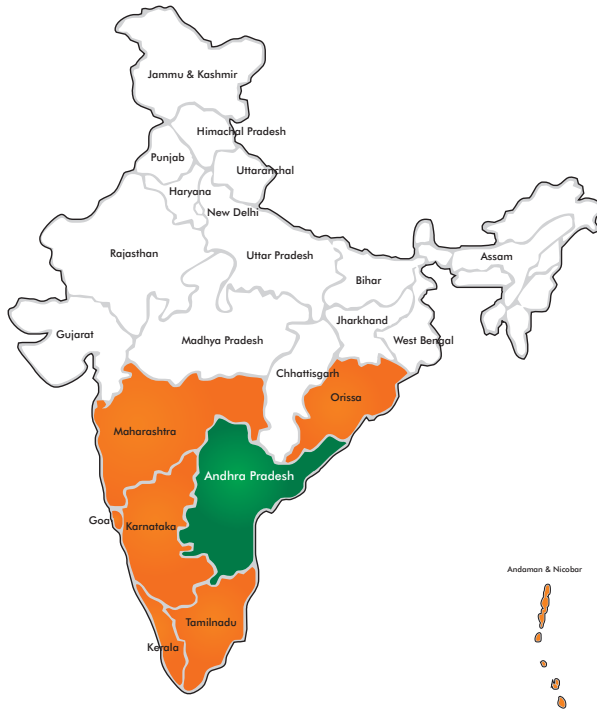 Jammu & Kashmir
Himachal Pradesh
Punjab
Uttaranchal
Haryana
New Delhi
Rajasthan
Uttar Pradesh
Assam
Bihar
Jharkhand
Gujarat
Madhya Pradesh
West Bengal
Chhattisgarh
Orissa
Maharashtra
Andhra Pradesh
Goa
Karnataka
Andaman & Nicobar
Tamilnadu
Kerala